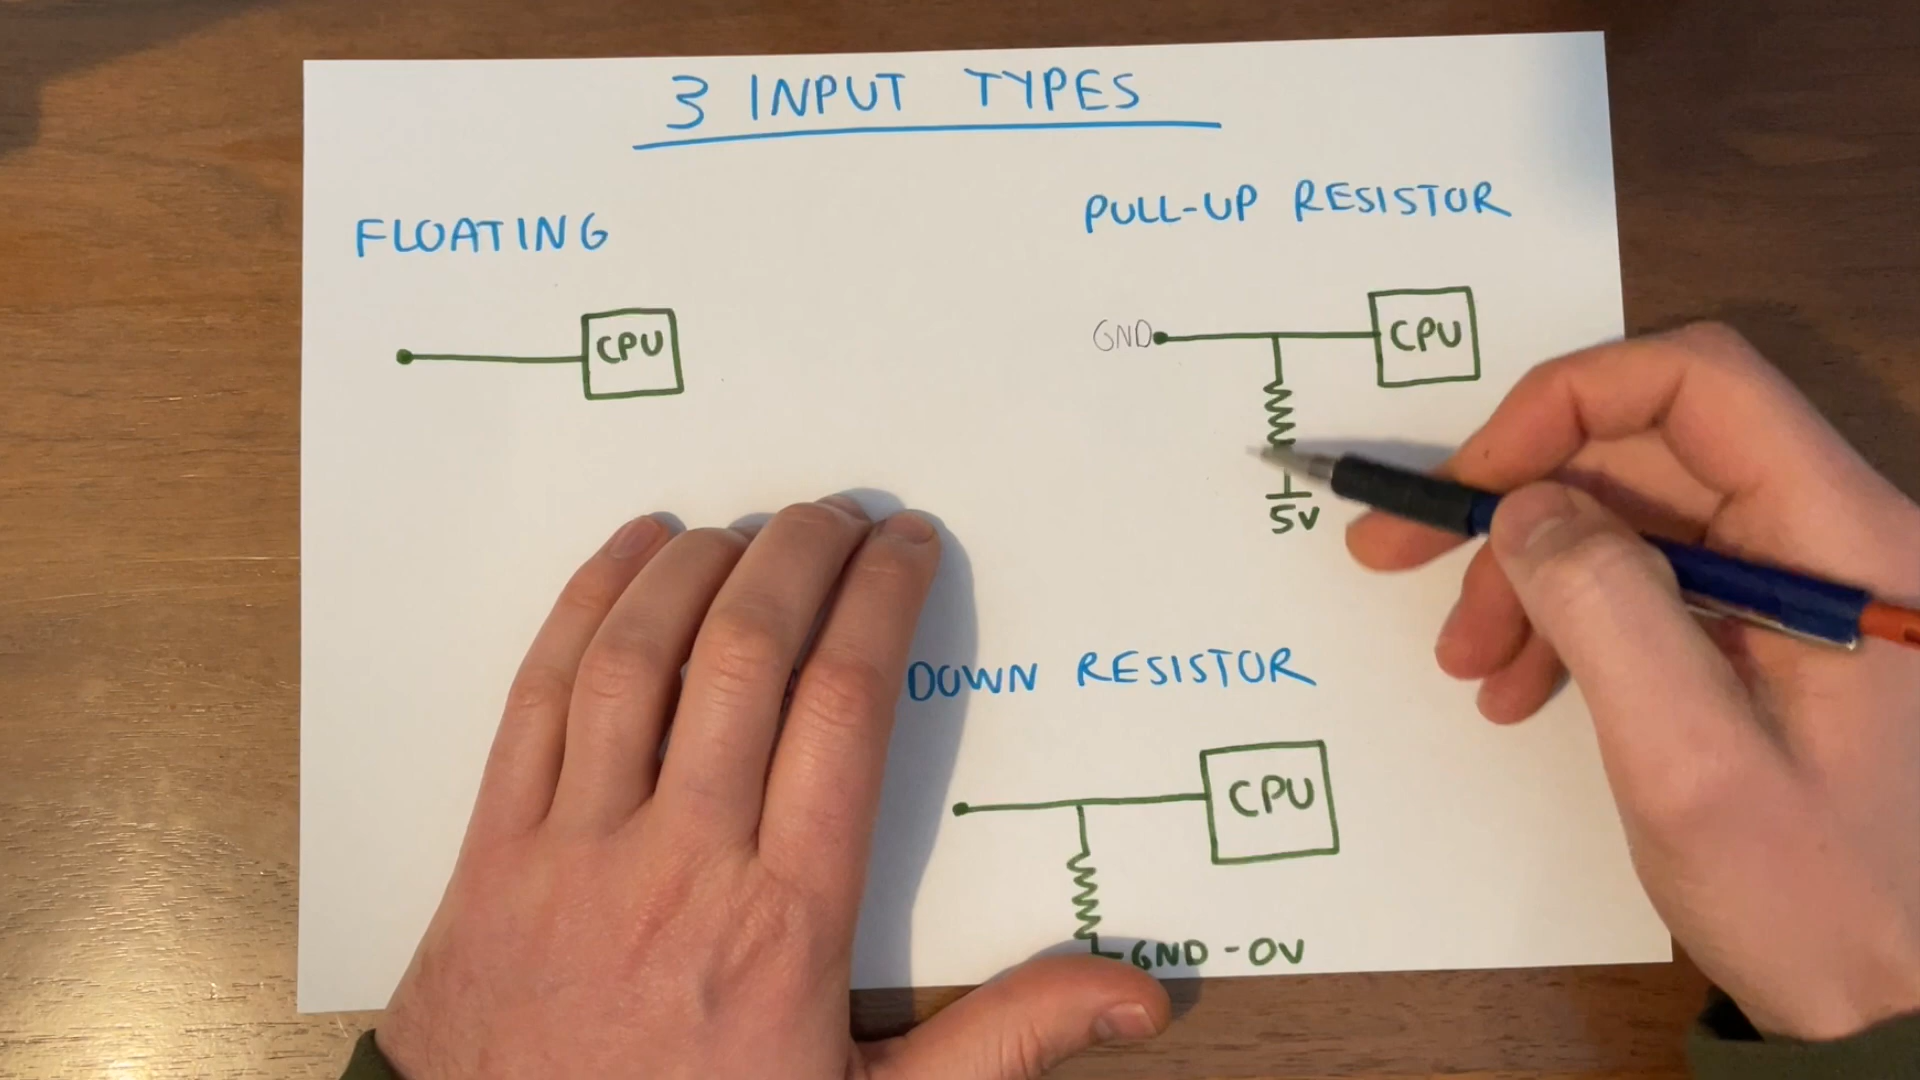 3 INPUT TYPES
FLOATING
CPU
PULL-UP RESISTOR
GND
CPU
5V
DOWN RESISTOR
CPU
GND - 0V